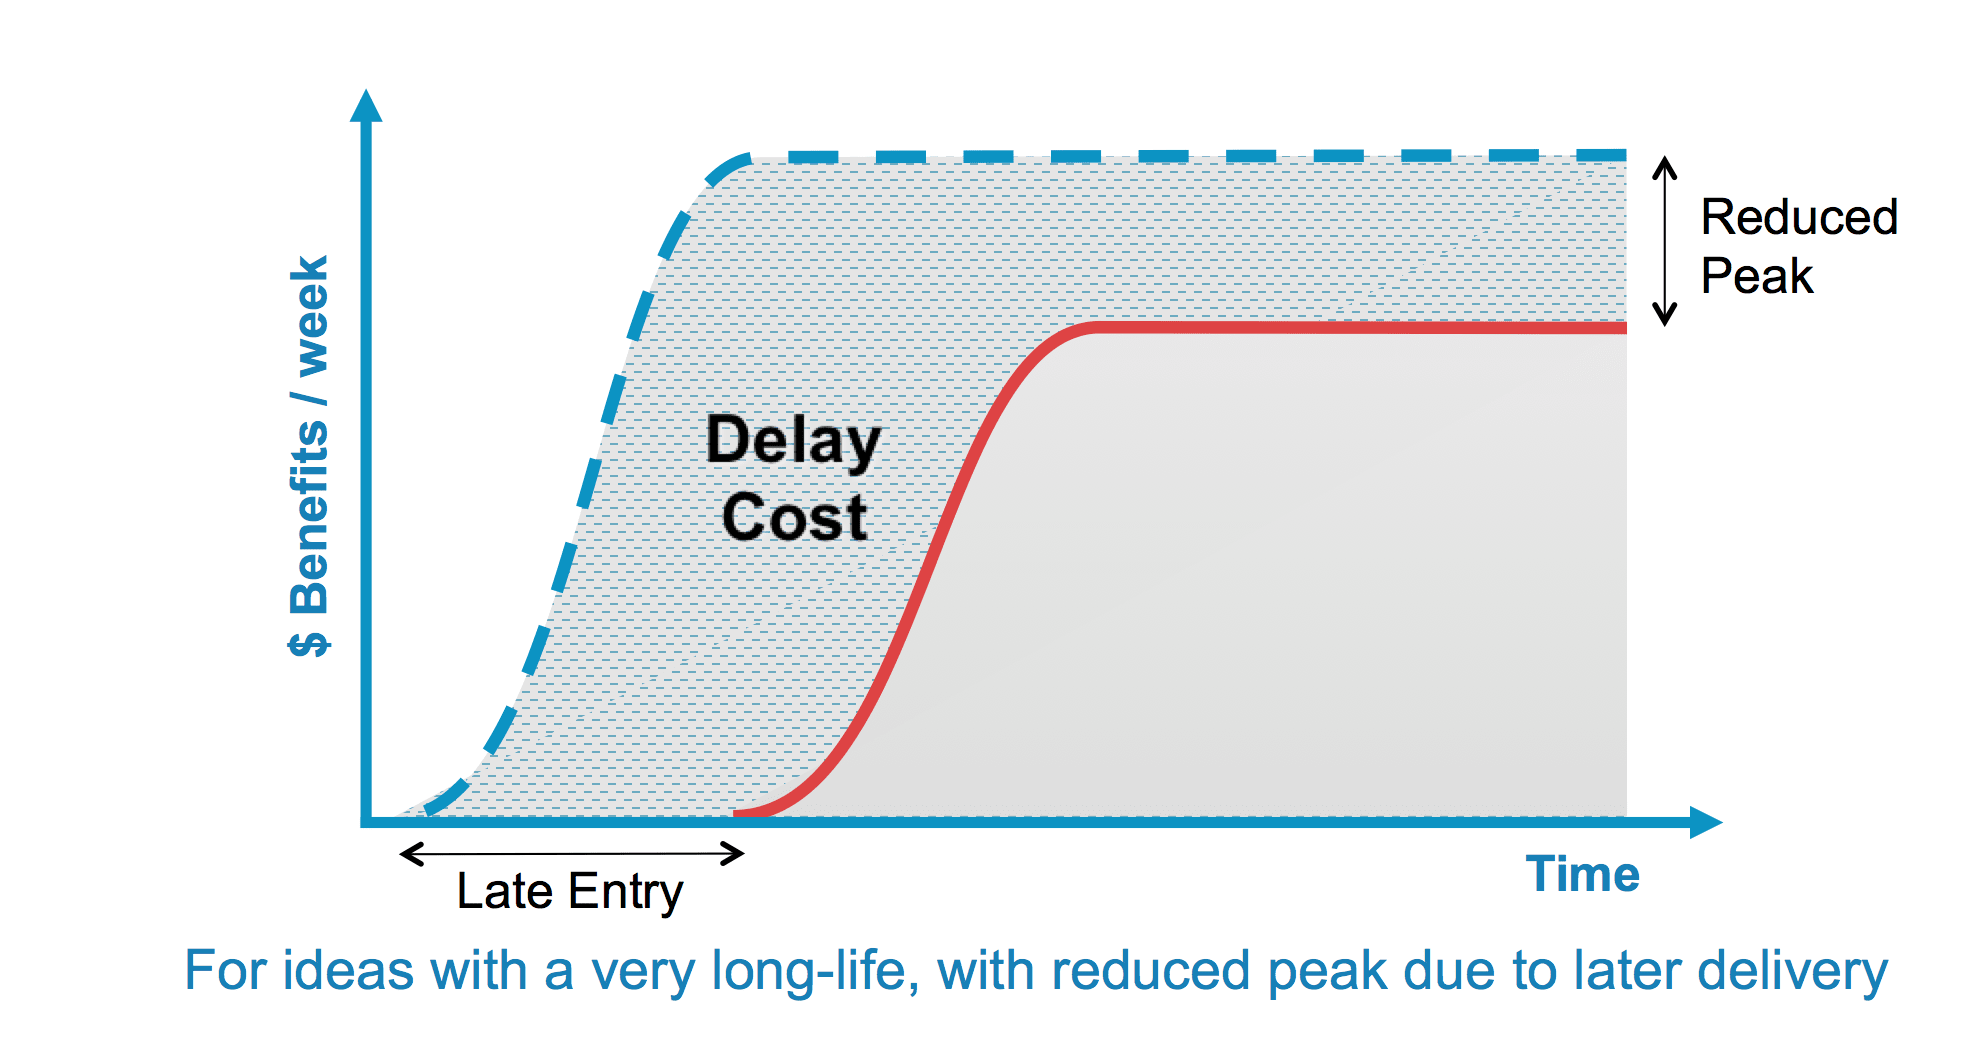 $ Benefits / week
Reduced
Peak
Delay
Cost
Late Entry
Time
For ideas with a very long-life, with reduced peak due to later delivery